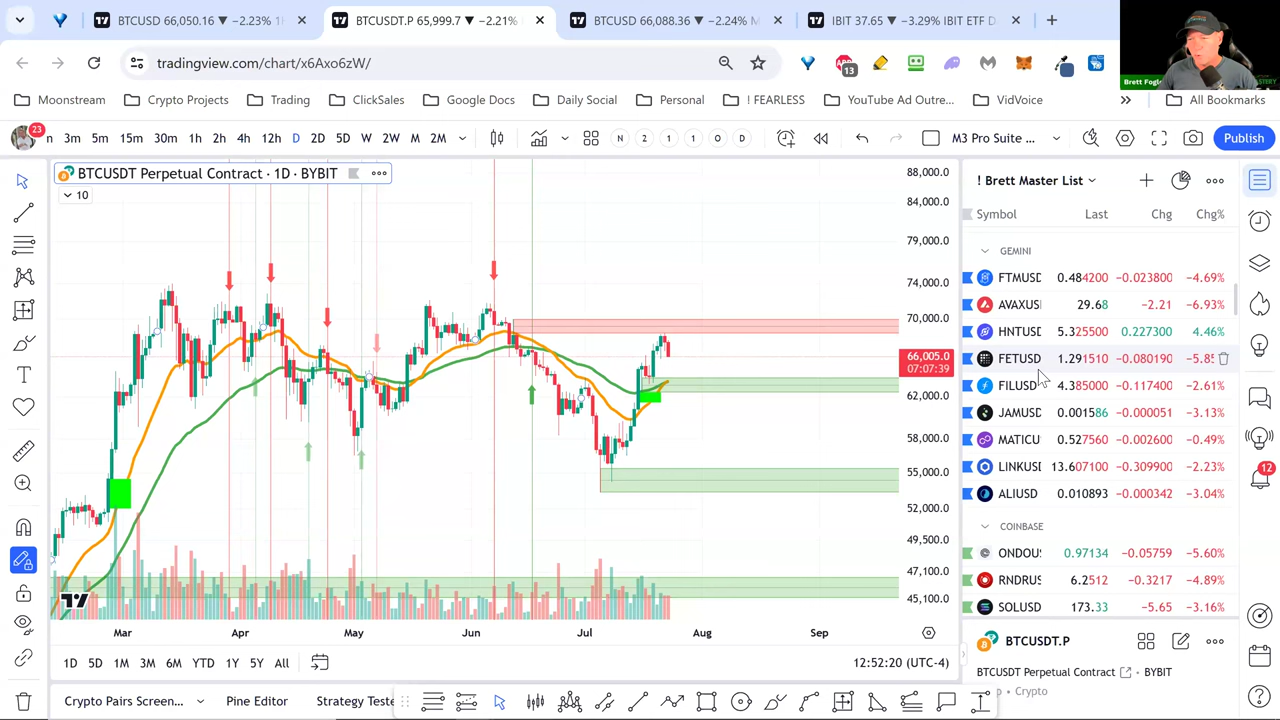 BTCUSD 66,050.16 ▼ −2.23%
BTCUSDT.P 65,999.7 ▼ −2.21%
BTCUSD 66,088.36 ▼ −2.24%
IBIT 37.65 ▼ −3.29% IBIT ETF
tradingview.com/chart/x6Axo6zW/
13
Brett Fogle
Moonstream
Crypto Projects
Trading
ClickSales
Google Docs
Daily Social
Personal
! FEARLESS
YouTube Ad Outre...
VidVoice
All Bookmarks
23
3m 5m 15m 30m 1h 2h 4h 12h D 2D 5D W 2W M 2M
N 2 1 1 O D
M3 Pro Suite ...
Publish
BTCUSDT Perpetual Contract · 1D · BYBIT
10
! Brett Master List
Symbol Last Chg Chg%
GEMINI
FTMUSD 0.484200 −0.023800 −4.69%
AVAXUS 29.68 −2.21 −6.93%
HNTUSD 5.325500 0.227300 4.46%
FETUSD 1.291510 −0.080190 −5.85
FILUSD 4.385000 −0.117400 −2.61%
JAMUSD 0.001586 −0.000051 −3.13%
MATICU 0.527560 −0.002600 −0.49%
LINKUSD 13.607100 −0.309900 −2.23%
ALIUSD 0.010893 −0.000342 −3.04%
COINBASE
ONDOU 0.97134 −0.05759 −5.60%
RNDRUS 6.2512 −0.3217 −4.89%
SOLUSD 173.33 −5.65 −3.16%
88,000.0
84,000.0
79,000.0
74,000.0
70,000.0
66,005.0
07:07:39
62,000.0
58,000.0
55,000.0
52,000.0
49,500.0
47,100.0
45,100.0
12
Mar Apr May Jun Jul Aug Sep
BTCUSDT.P
BTCUSDT Perpetual Contract · BYBIT
Crypto
1D 5D 1M 3M 6M YTD 1Y 5Y All
12:52:20 (UTC-4)
Crypto Pairs Screen...
Pine Editor
Strategy Teste